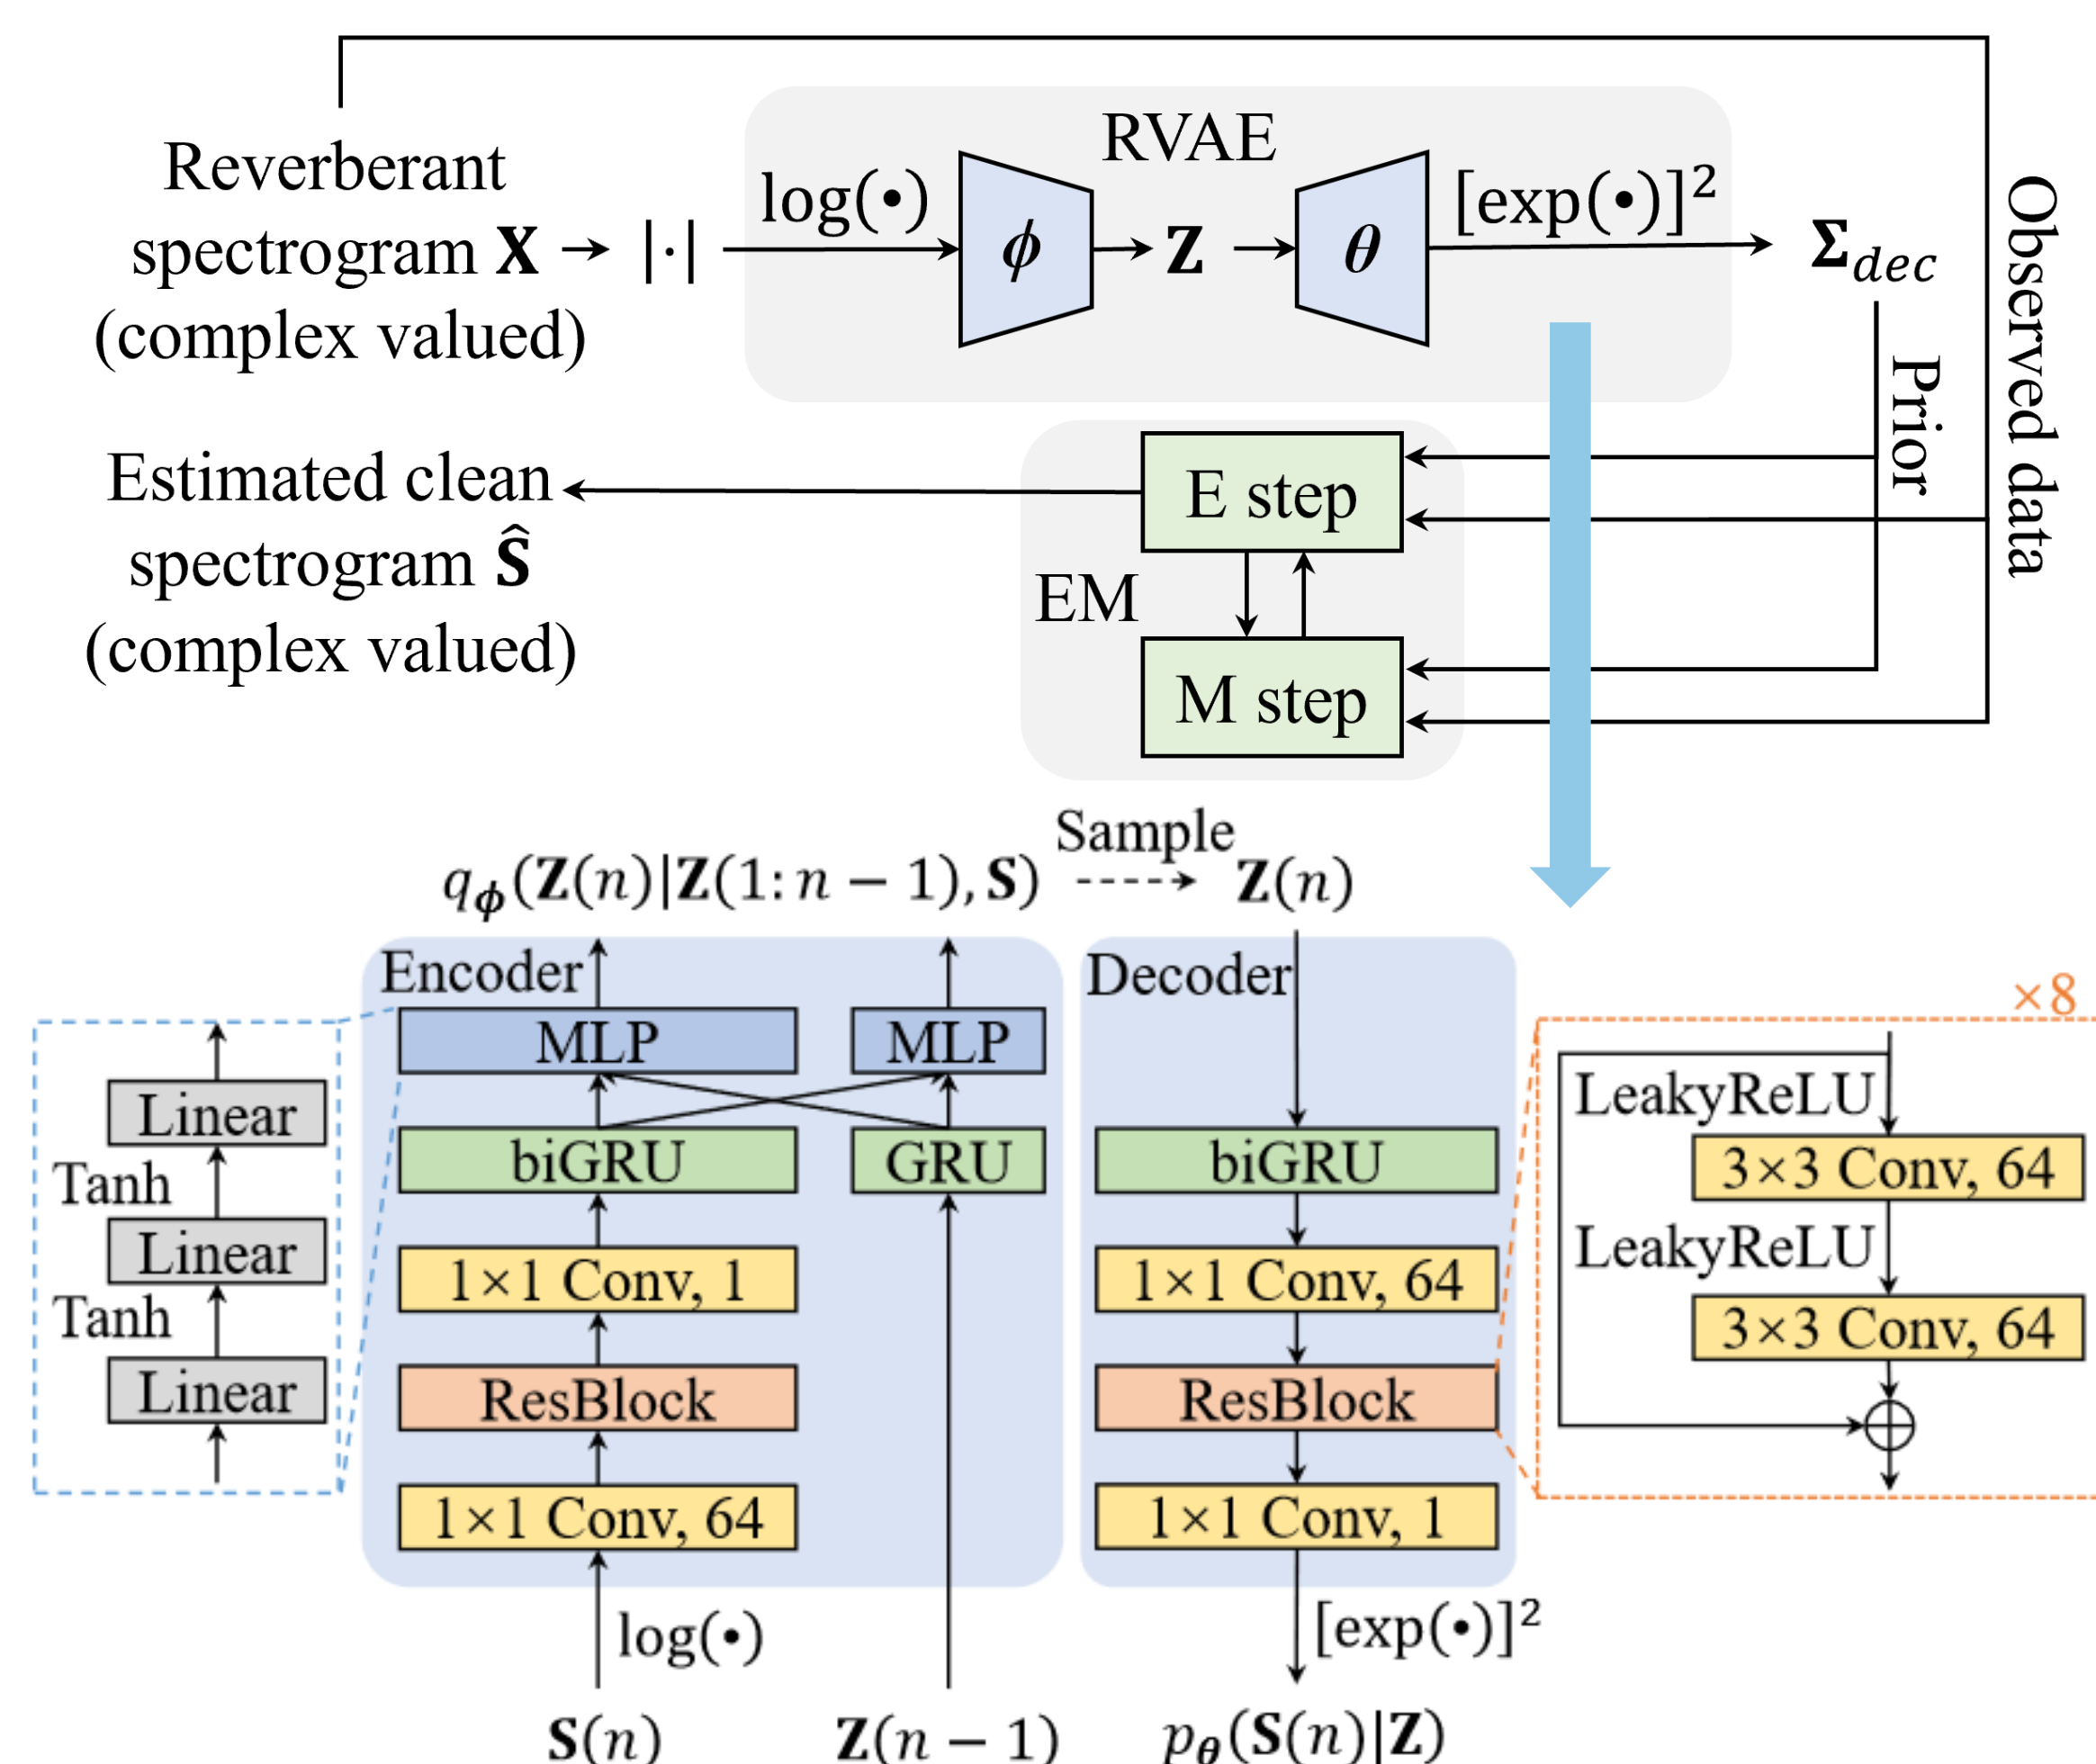 RVAE
Reverberant
spectrogram X
(complex valued)
|·|
log(•)
ϕ
Z
θ
[exp(•)]²
Σ_dec
Observed data
Prior
Estimated clean
spectrogram Ŝ
(complex valued)
E step
EM
M step
q_ϕ(Z(n)|Z(1:n − 1), S)
Sample
Z(n)
Encoder
MLP
MLP
biGRU
GRU
1×1 Conv, 1
ResBlock
1×1 Conv, 64
log(•)
S(n)
Z(n − 1)
Linear
Tanh
Linear
Tanh
Linear
Decoder
biGRU
1×1 Conv, 64
ResBlock
1×1 Conv, 1
[exp(•)]²
p_θ(S(n)|Z)
×8
LeakyReLU
3×3 Conv, 64
LeakyReLU
3×3 Conv, 64